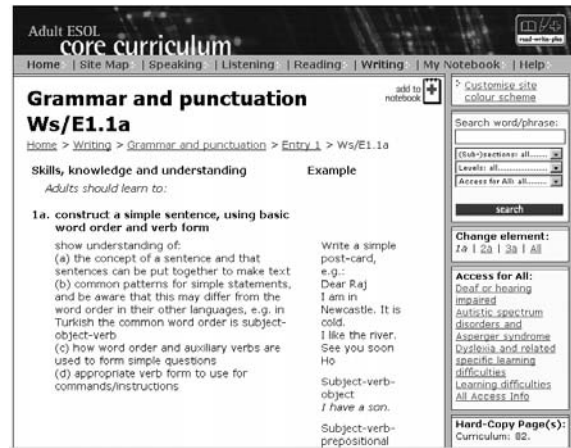 Adult ESOL
core curriculum
read·write·plus
Home | Site Map | Speaking | Listening | Reading | Writing | My Notebook | Help
Grammar and punctuation
Ws/E1.1a
add to
notebook
Home > Writing > Grammar and punctuation > Entry 1 > Ws/E1.1a
Skills, knowledge and understanding
Adults should learn to:
1a. construct a simple sentence, using basic
word order and verb form
show understanding of:
(a) the concept of a sentence and that
sentences can be put together to make text
(b) common patterns for simple statements,
and be aware that this may differ from the
word order in their other languages, e.g. in
Turkish the common word order is subject-
object-verb
(c) how word order and auxiliary verbs are
used to form simple questions
(d) appropriate verb form to use for
commands/instructions
Example
Write a simple
post-card,
e.g.:
Dear Raj
I am in
Newcastle. It is
cold.
I like the river.
See you soon
Ho
Subject-verb-
object
I have a son.
Subject-verb-
prepositional
Customise site
colour scheme
Search word/phrase:
(Sub-)sections: all.......
Levels: all.......
Access for All: all.......
search
Change element:
1a | 2a | 3a | All
Access for All:
Deaf or hearing
impaired
Autistic spectrum
disorders and
Asperger syndrome
Dyslexia and related
specific learning
difficulties
Learning difficulties
All Access Info
Hard-Copy Page(s):
Curriculum: 82.